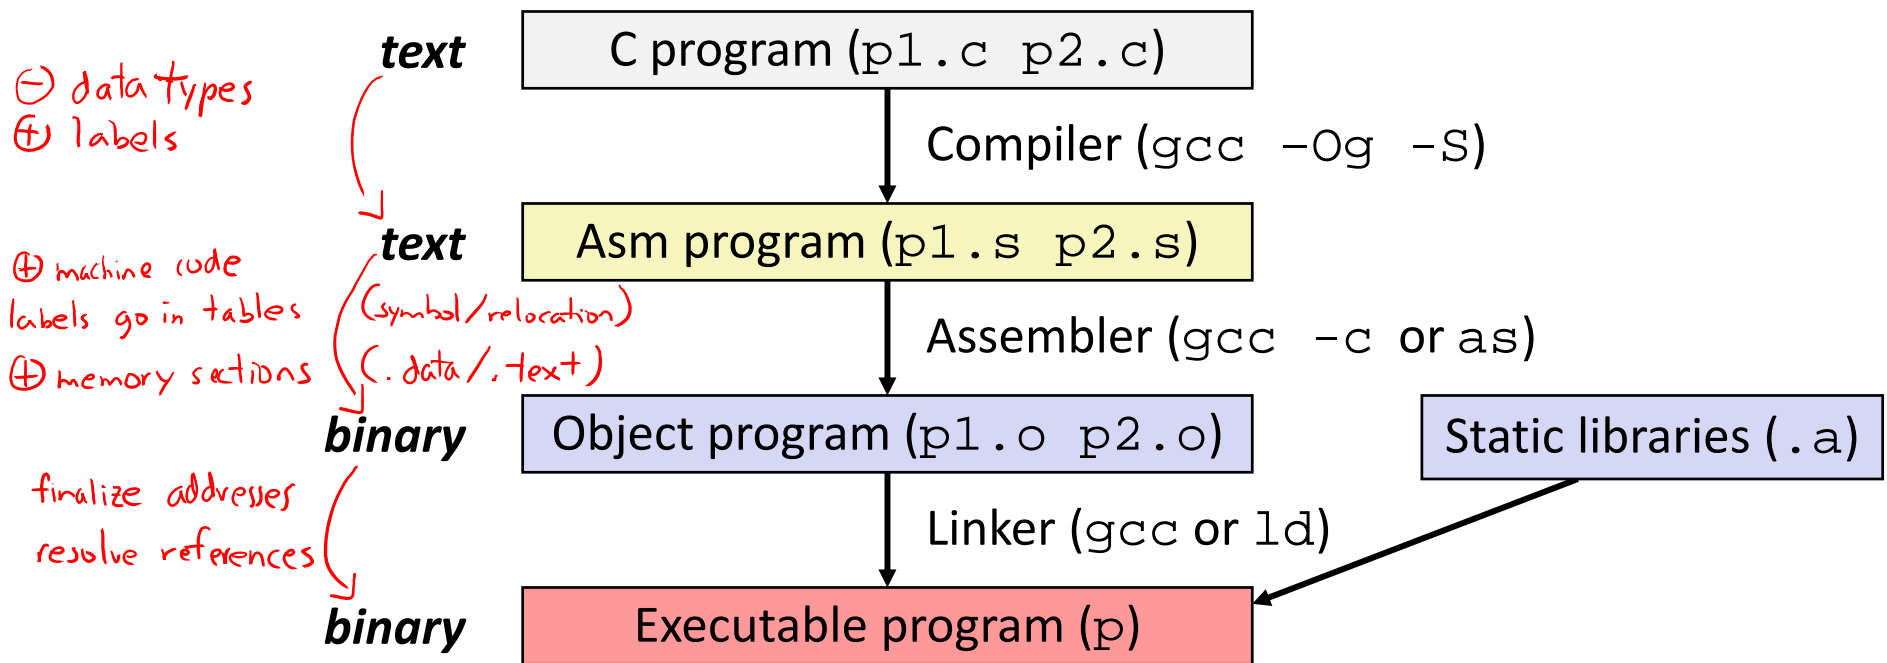 text
C program (p1.c p2.c)
⊖ data types
⊕ labels
Compiler (gcc –Og -S)
text
Asm program (p1.s p2.s)
⊕ machine code
labels go in tables (symbol/relocation)
⊕ memory sections (.data/.text)
Assembler (gcc -c or as)
binary
Object program (p1.o p2.o)
Static libraries (.a)
finalize addresses
resolve references
Linker (gcc or ld)
binary
Executable program (p)